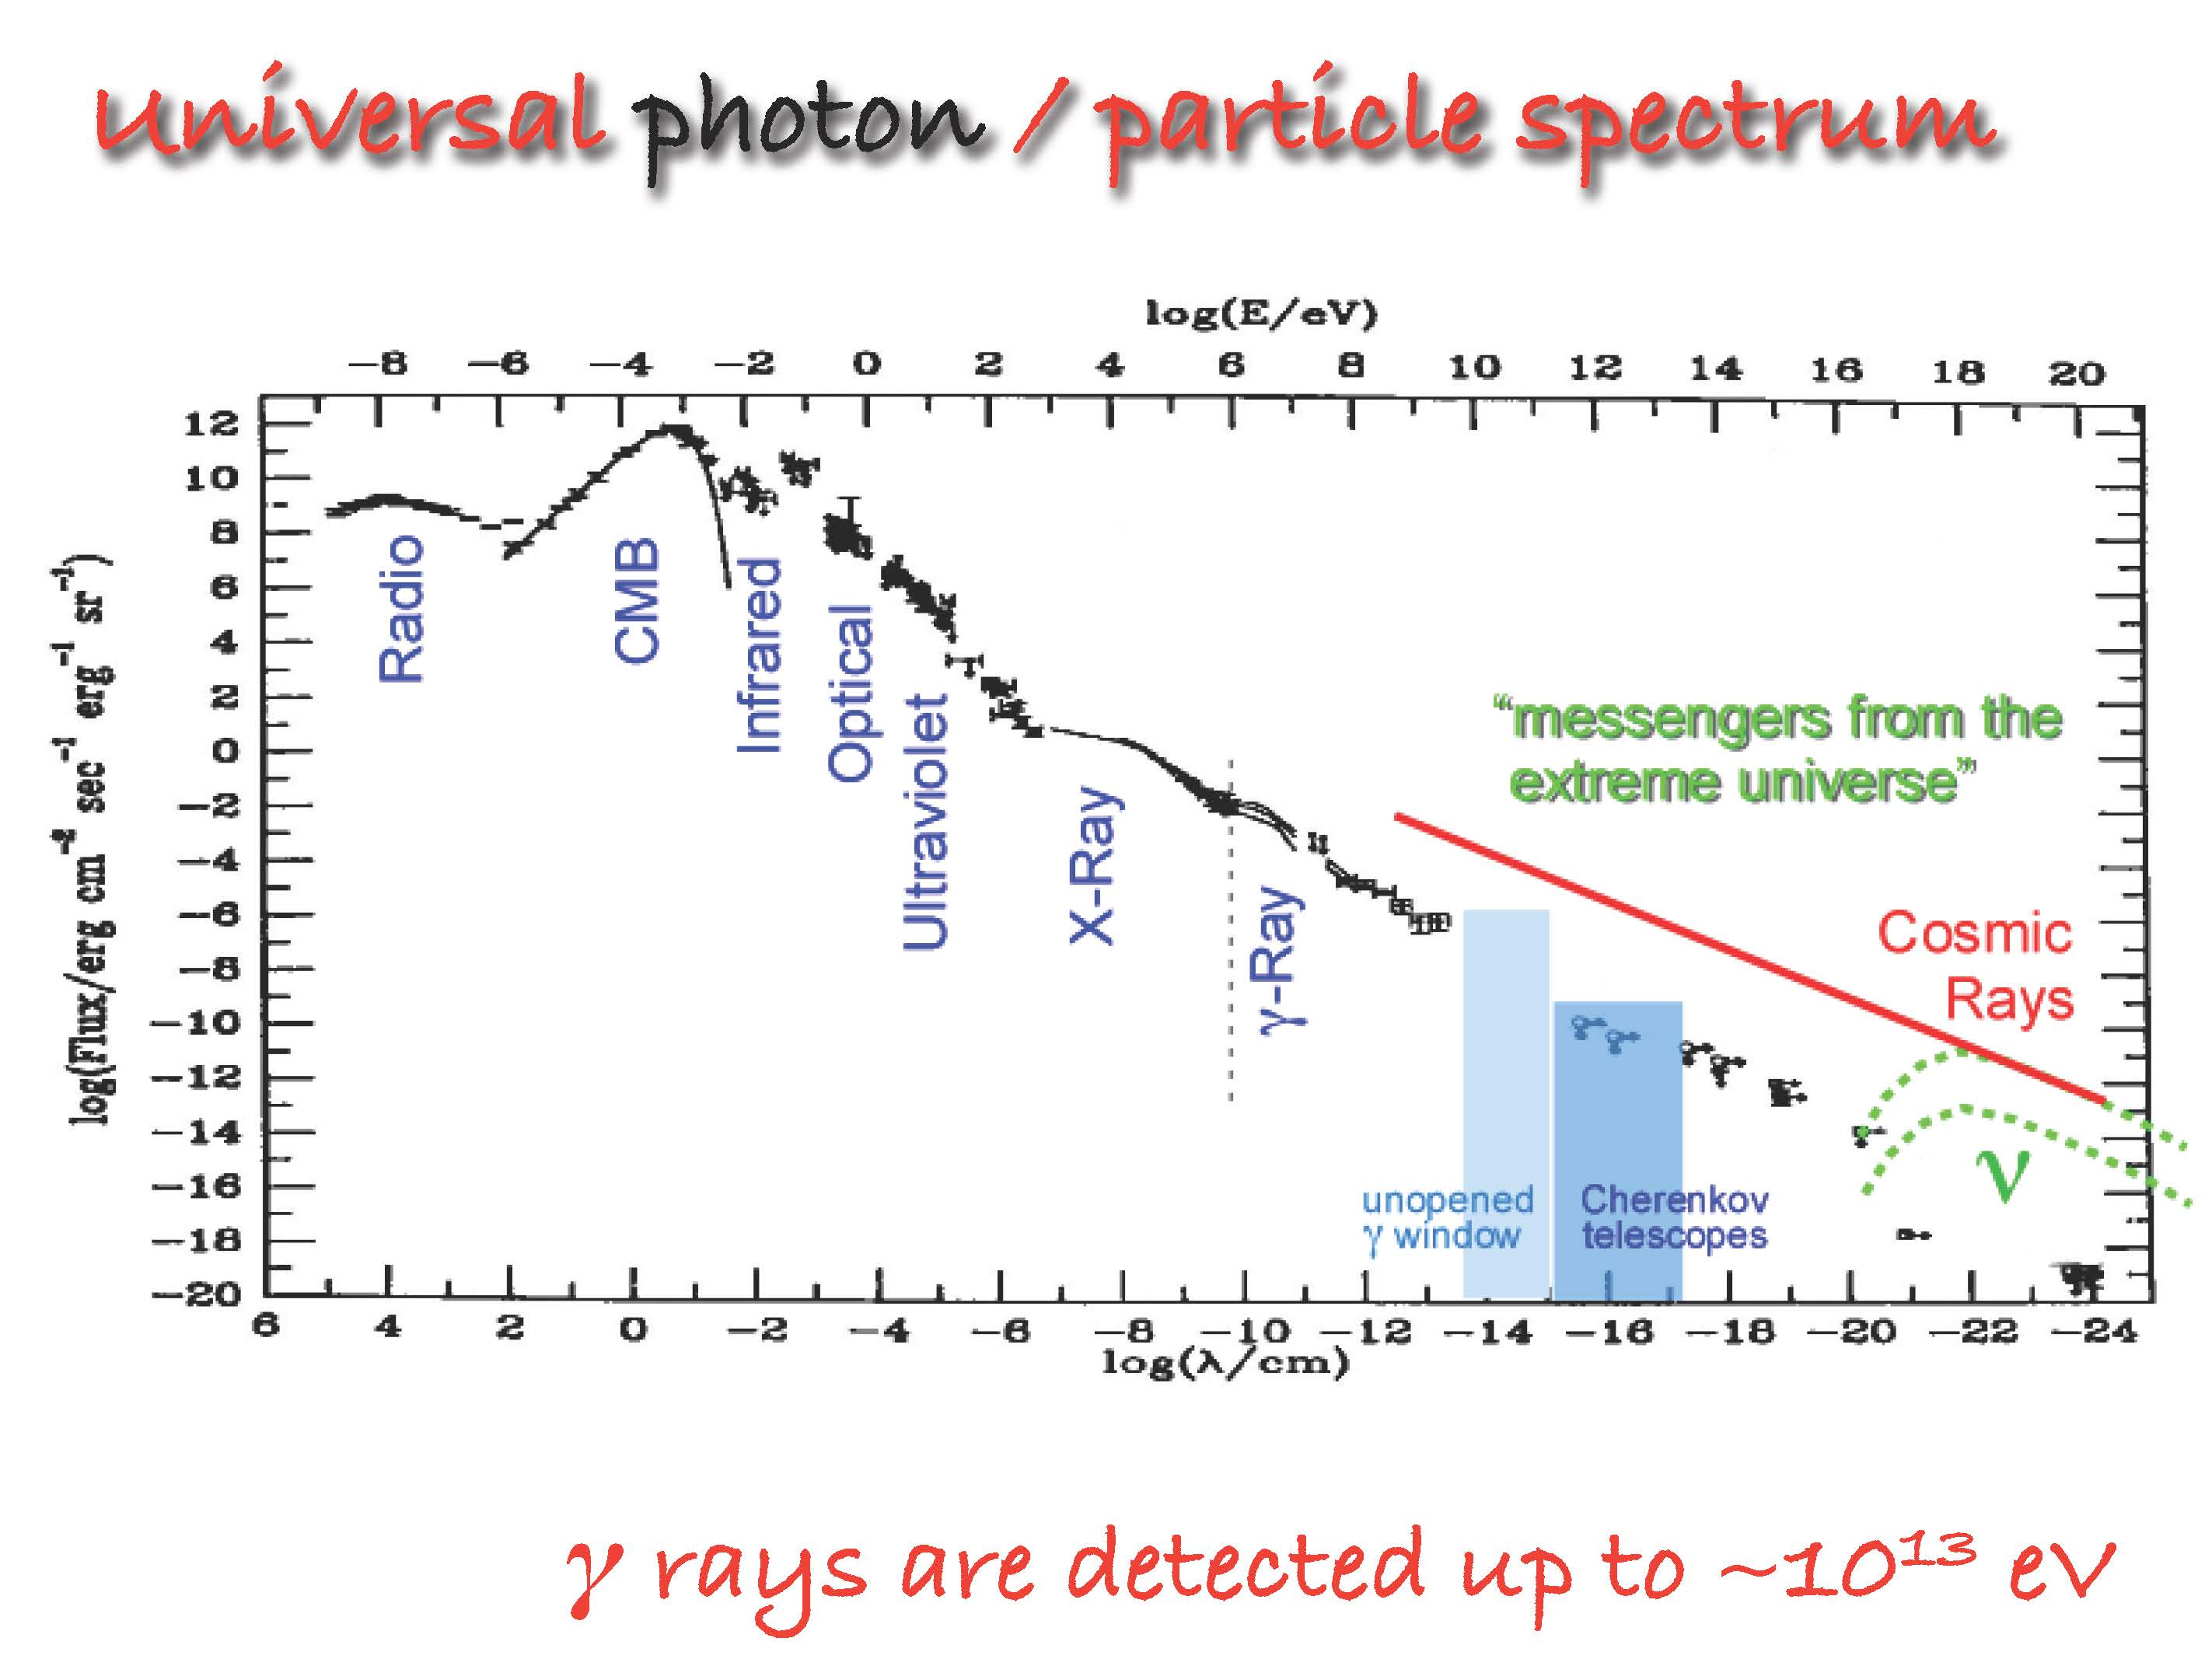 universal photon / particle spectrum
log(E/eV)
−8 −6 −4 −2 0 2 4 6 8 10 12 14 16 18 20
log(Flux/erg cm⁻² sec⁻¹ erg⁻¹ sr⁻¹)
12
10
8
6
4
2
0
−2
−4
−6
−8
−10
−12
−14
−16
−18
−20
Radio
CMB
Infrared
Optical
Ultraviolet
X-Ray
γ-Ray
“messengers from the
extreme universe”
Cosmic
Rays
ν
unopened
γ window
Cherenkov
telescopes
6 4 2 0 −2 −4 −6 −8 −10 −12 −14 −16 −18 −20 −22 −24
log(λ/cm)
γ rays are detected up to ~10¹³ eV